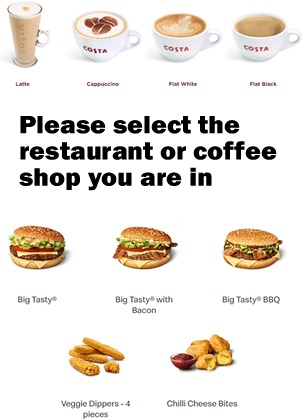 COSTA COSTA COSTA COSTA
Latte Cappuccino Flat White Flat Black
Please select the
restaurant or coffee
shop you are in
Big Tasty® Big Tasty® with Big Tasty® BBQ
Bacon
Veggie Dippers - 4 Chilli Cheese Bites
pieces